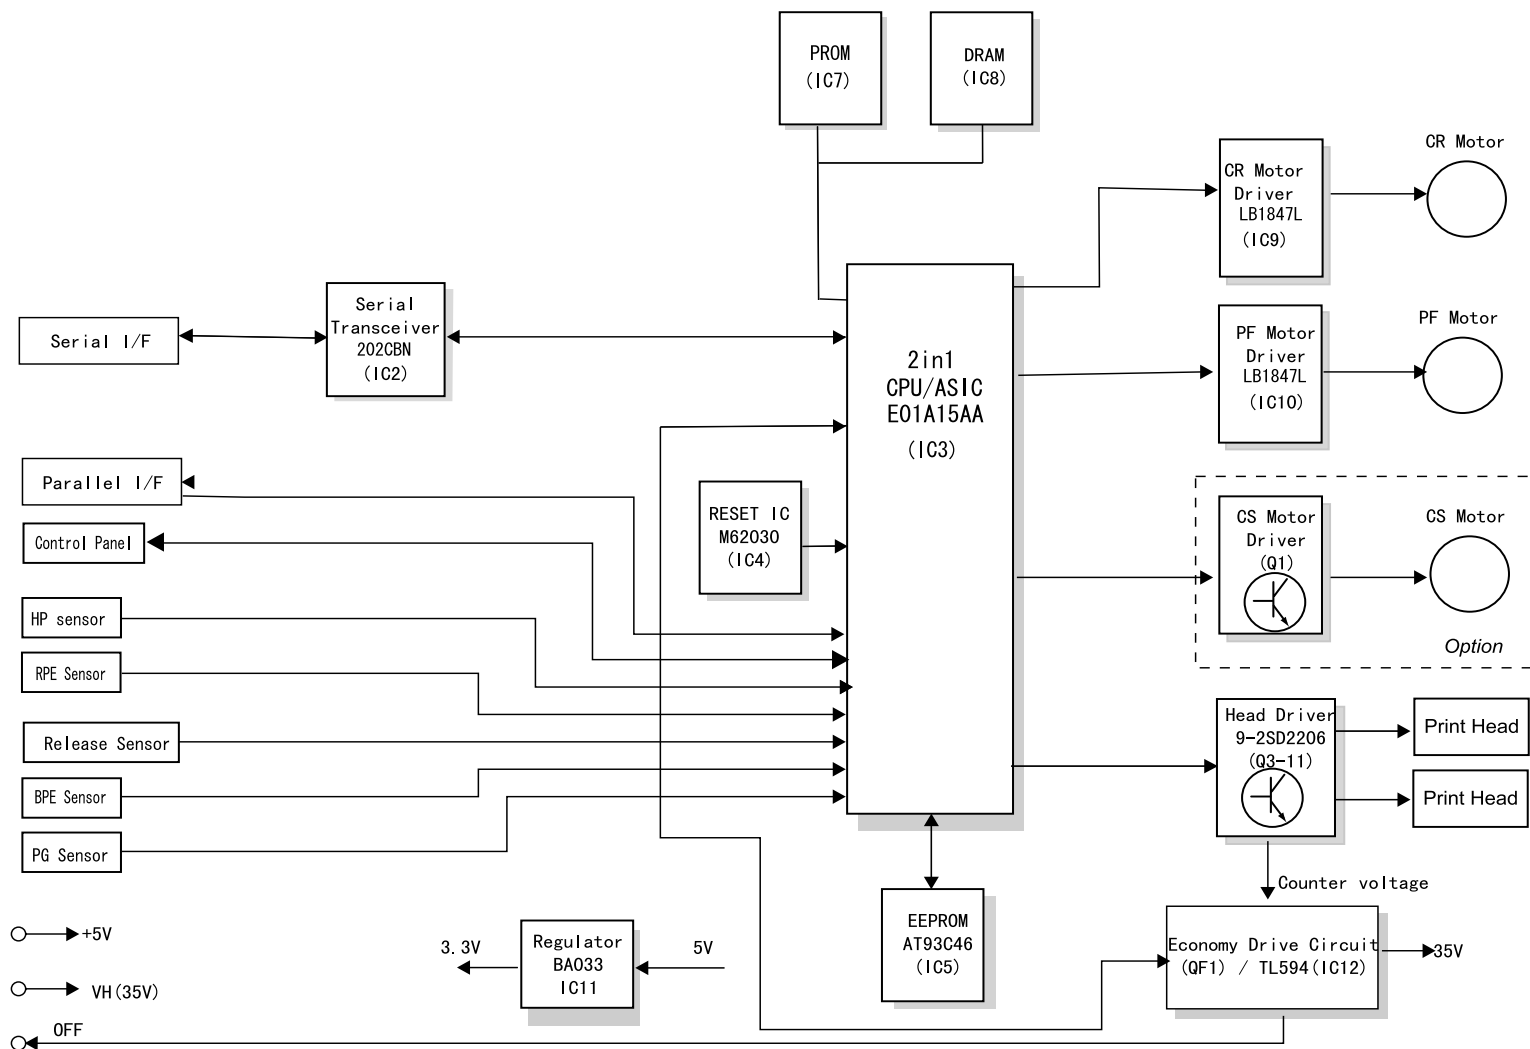 PROM
(IC7)
DRAM
(IC8)
CR Motor
Driver
LB1847L
(IC9)
CR Motor
Serial
Transceiver
202CBN
(IC2)
Serial I/F
2in1
CPU/ASIC
E01A15AA
(IC3)
PF Motor
Driver
LB1847L
(IC10)
PF Motor
Parallel I/F
Control Panel
RESET IC
M62030
(IC4)
CS Motor
Driver
(Q1)
CS Motor
Option
HP sensor
RPE Sensor
Release Sensor
BPE Sensor
PG Sensor
Head Driver
9-2SD2206
(Q3-11)
Print Head
Print Head
Counter voltage
EEPROM
AT93C46
(IC5)
Economy Drive Circuit
(QF1) / TL594(IC12)
35V
+5V
VH(35V)
OFF
3.3V
Regulator
BA033
IC11
5V